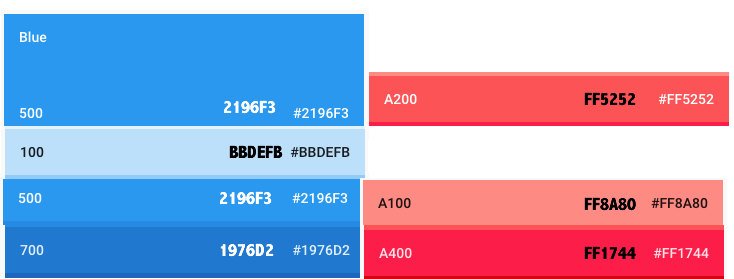 Blue
500 2196F3 #2196F3
100 BBDEFB #BBDEFB
500 2196F3 #2196F3
700 1976D2 #1976D2
A200 FF5252 #FF5252
A100 FF8A80 #FF8A80
A400 FF1744 #FF1744